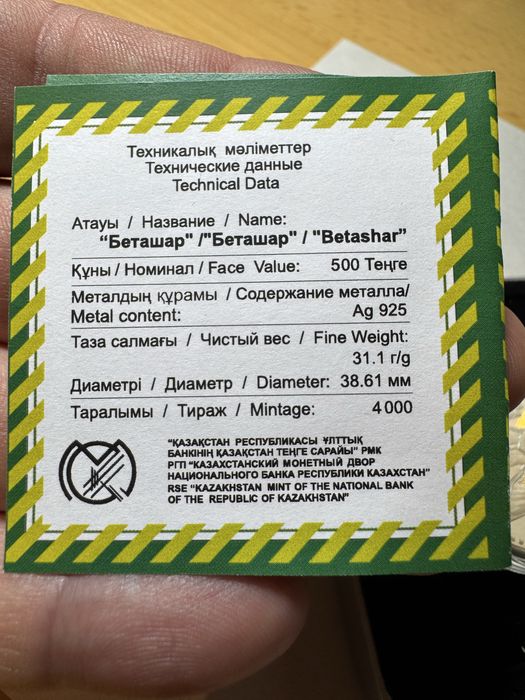 Техникалық мәліметтер
Технические данные
Technical Data
Атауы / Название / Name:
“Беташар" /"Беташар" / "Betashar”
Құны / Номинал / Face Value: 500 Теңге
Металдың құрамы / Содержание металла/
Metal content: Ag 925
Таза салмағы / Чистый вес / Fine Weight:
31.1 г/g
Диаметрі / Диаметр / Diameter: 38.61 мм
Таралымы / Тираж / Mintage: 4 000
"ҚАЗАҚСТАН РЕСПУБЛИКАСЫ ҰЛТТЫҚ
БАНКІНІҢ ҚАЗАҚСТАН ТЕҢГЕ САРАЙЫ" РМК
РГП "КАЗАХСТАНСКИЙ МОНЕТНЫЙ ДВОР
НАЦИОНАЛЬНОГО БАНКА РЕСПУБЛИКИ КАЗАХСТАН"
RSE "KAZAKHSTAN MINT OF THE NATIONAL BANK
OF THE REPUBLIC OF KAZAKHSTAN"